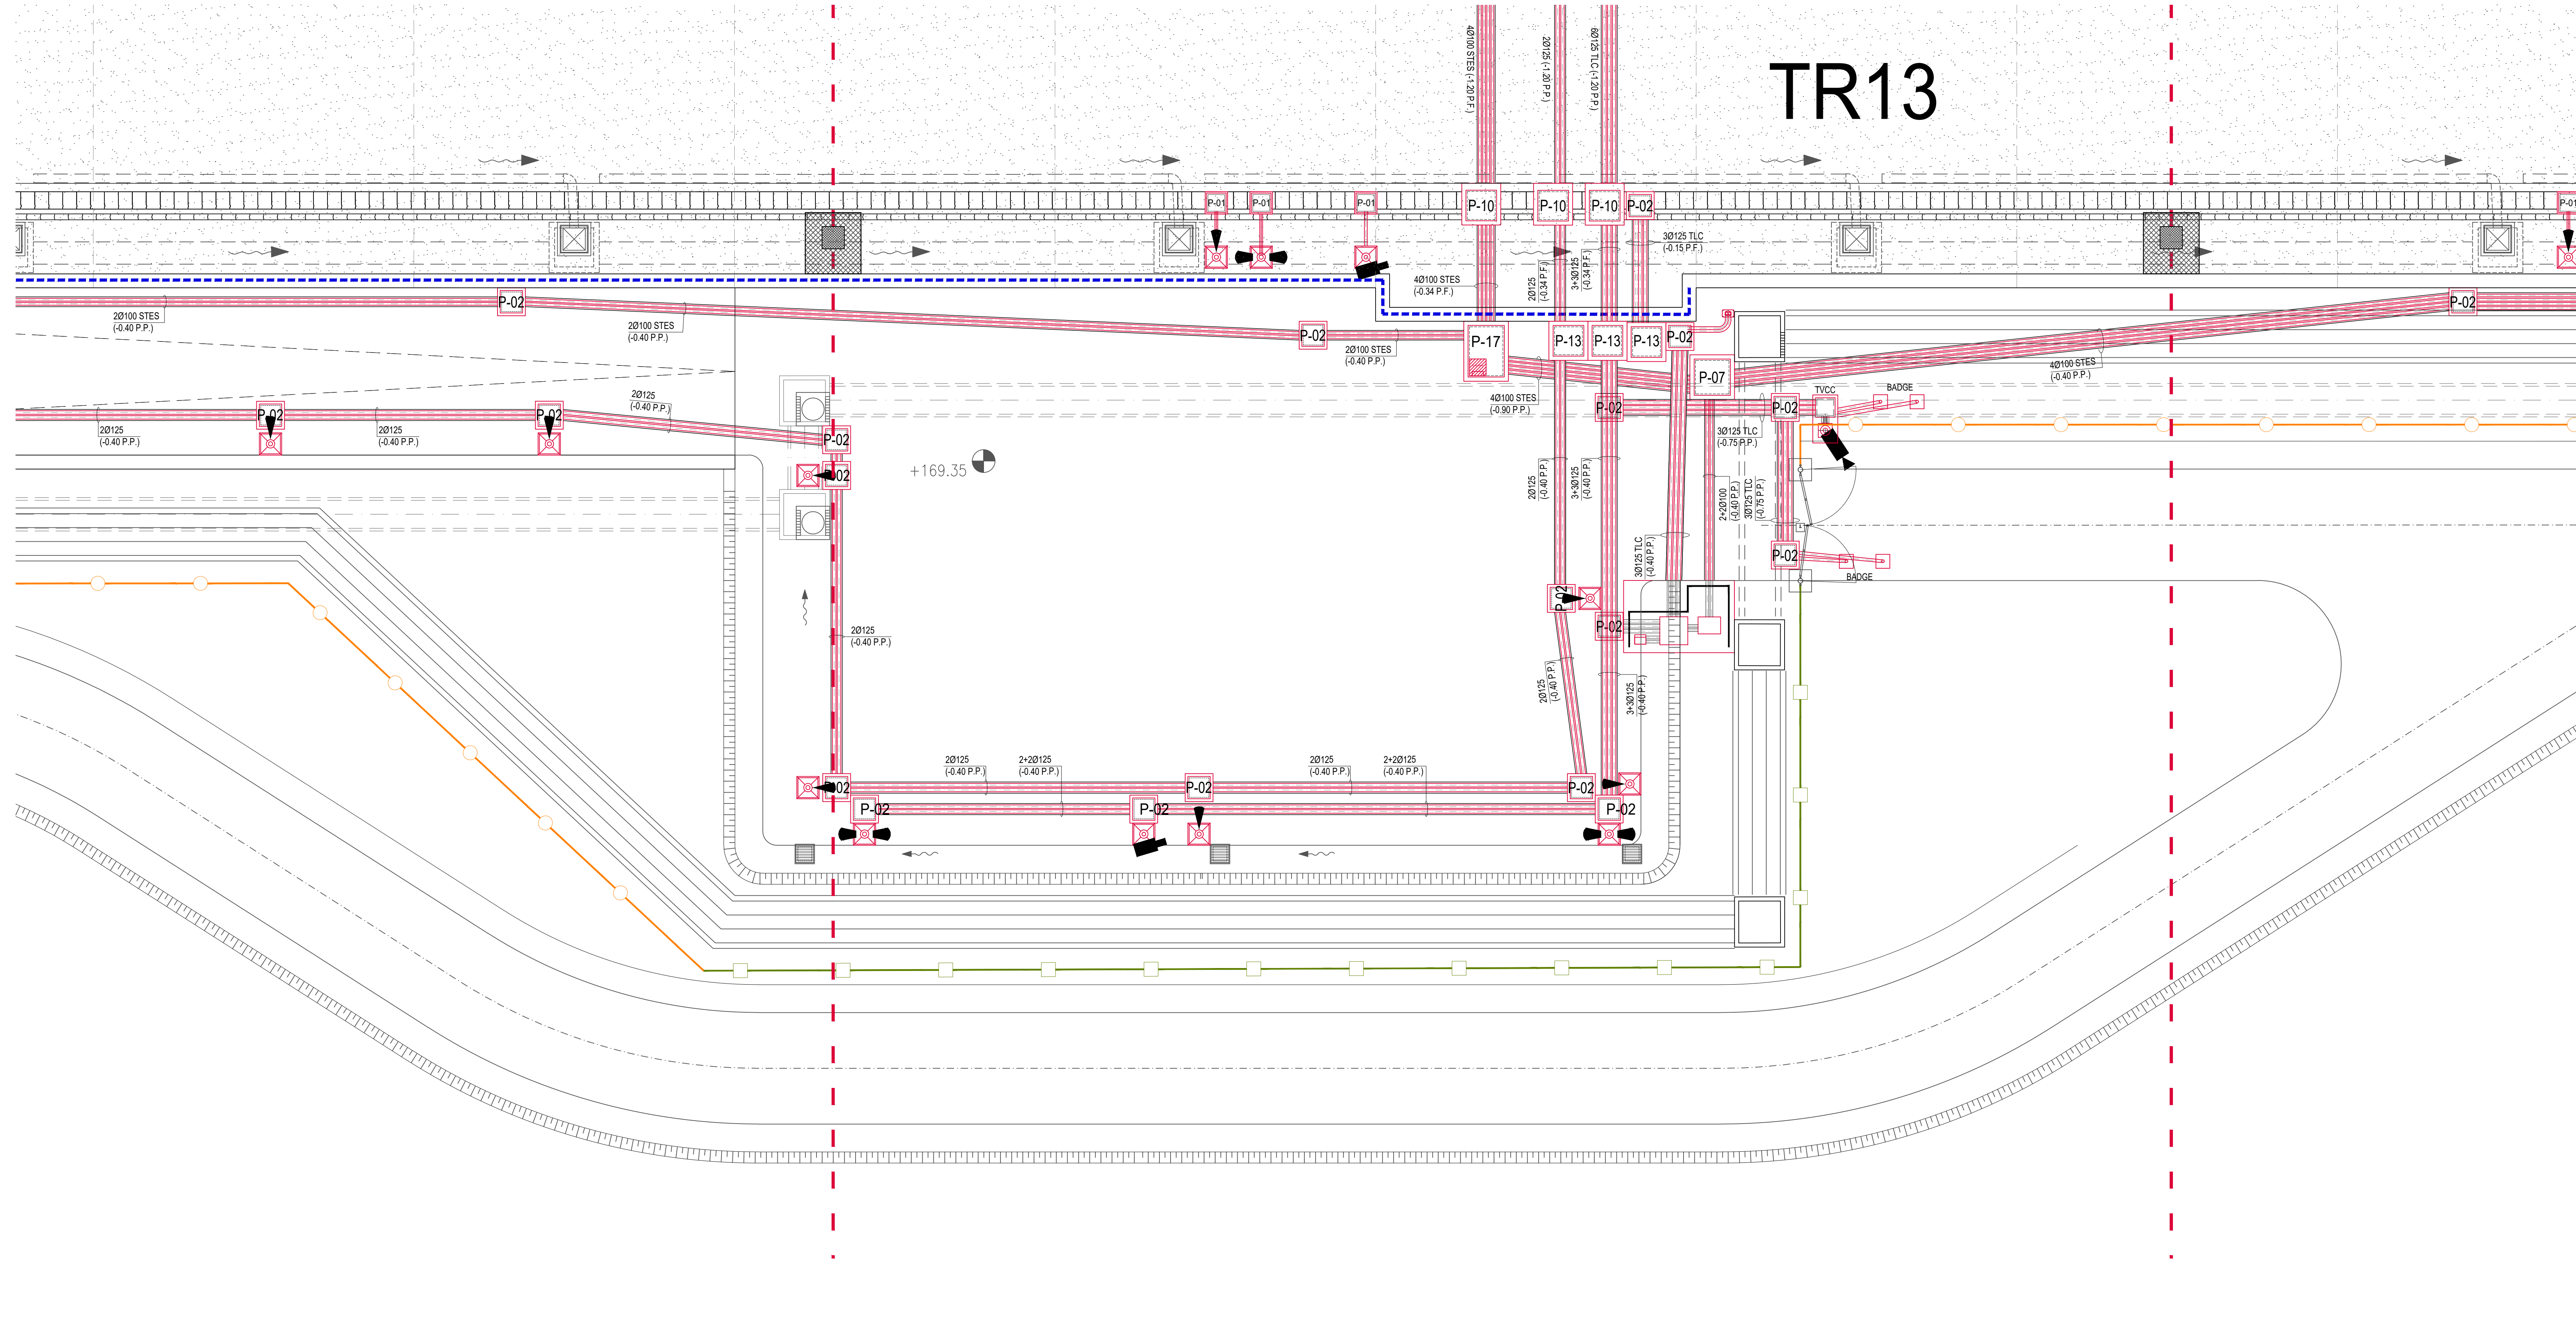 4Ø100 STES (-1.20 P.F.)
2Ø125 (-1.20 P.P.)
6Ø125 TLC (-1.20 P.P.)
TR13
P-01
P-01
P-01
P-10
P-10
P-10
P-02
P-01
3Ø125 TLC
(-0.15 P.F.)
4Ø100 STES
(-0.34 P.F.)
2Ø125
(-0.34 P.F.)
3+3Ø125
(-0.34 P.F.)
P-02
P-02
2Ø100 STES
(-0.40 P.P.)
2Ø100 STES
(-0.40 P.P.)
P-02
2Ø100 STES
(-0.40 P.P.)
P-17
P-13
P-13
P-13
P-02
P-07
4Ø100 STES
(-0.40 P.P.)
4Ø100 STES
(-0.90 P.P.)
TVCC
BADGE
P-02
P-02
2Ø125
(-0.40 P.P.)
P-02
P-02
2Ø125
(-0.40 P.P.)
2Ø125
(-0.40 P.P.)
3Ø125 TLC
(-0.75 P.P.)
P-02
P-02
+169.35
2Ø125
(-0.40 P.P.)
3+3Ø125
(-0.40 P.P.)
2+2Ø100
(-0.40 P.P.)
3Ø125 TLC
(-0.75 P.P.)
3Ø125 TLC
(-0.40 P.P.)
P-02
BADGE
P-02
P-02
2Ø125
(-0.40 P.P.)
2Ø125
(-0.40 P.P.)
3+3Ø125
(-0.40 P.P.)
2Ø125
(-0.40 P.P.)
2+2Ø125
(-0.40 P.P.)
2Ø125
(-0.40 P.P.)
2+2Ø125
(-0.40 P.P.)
P-02
P-02
P-02
P-02
P-02
P-02